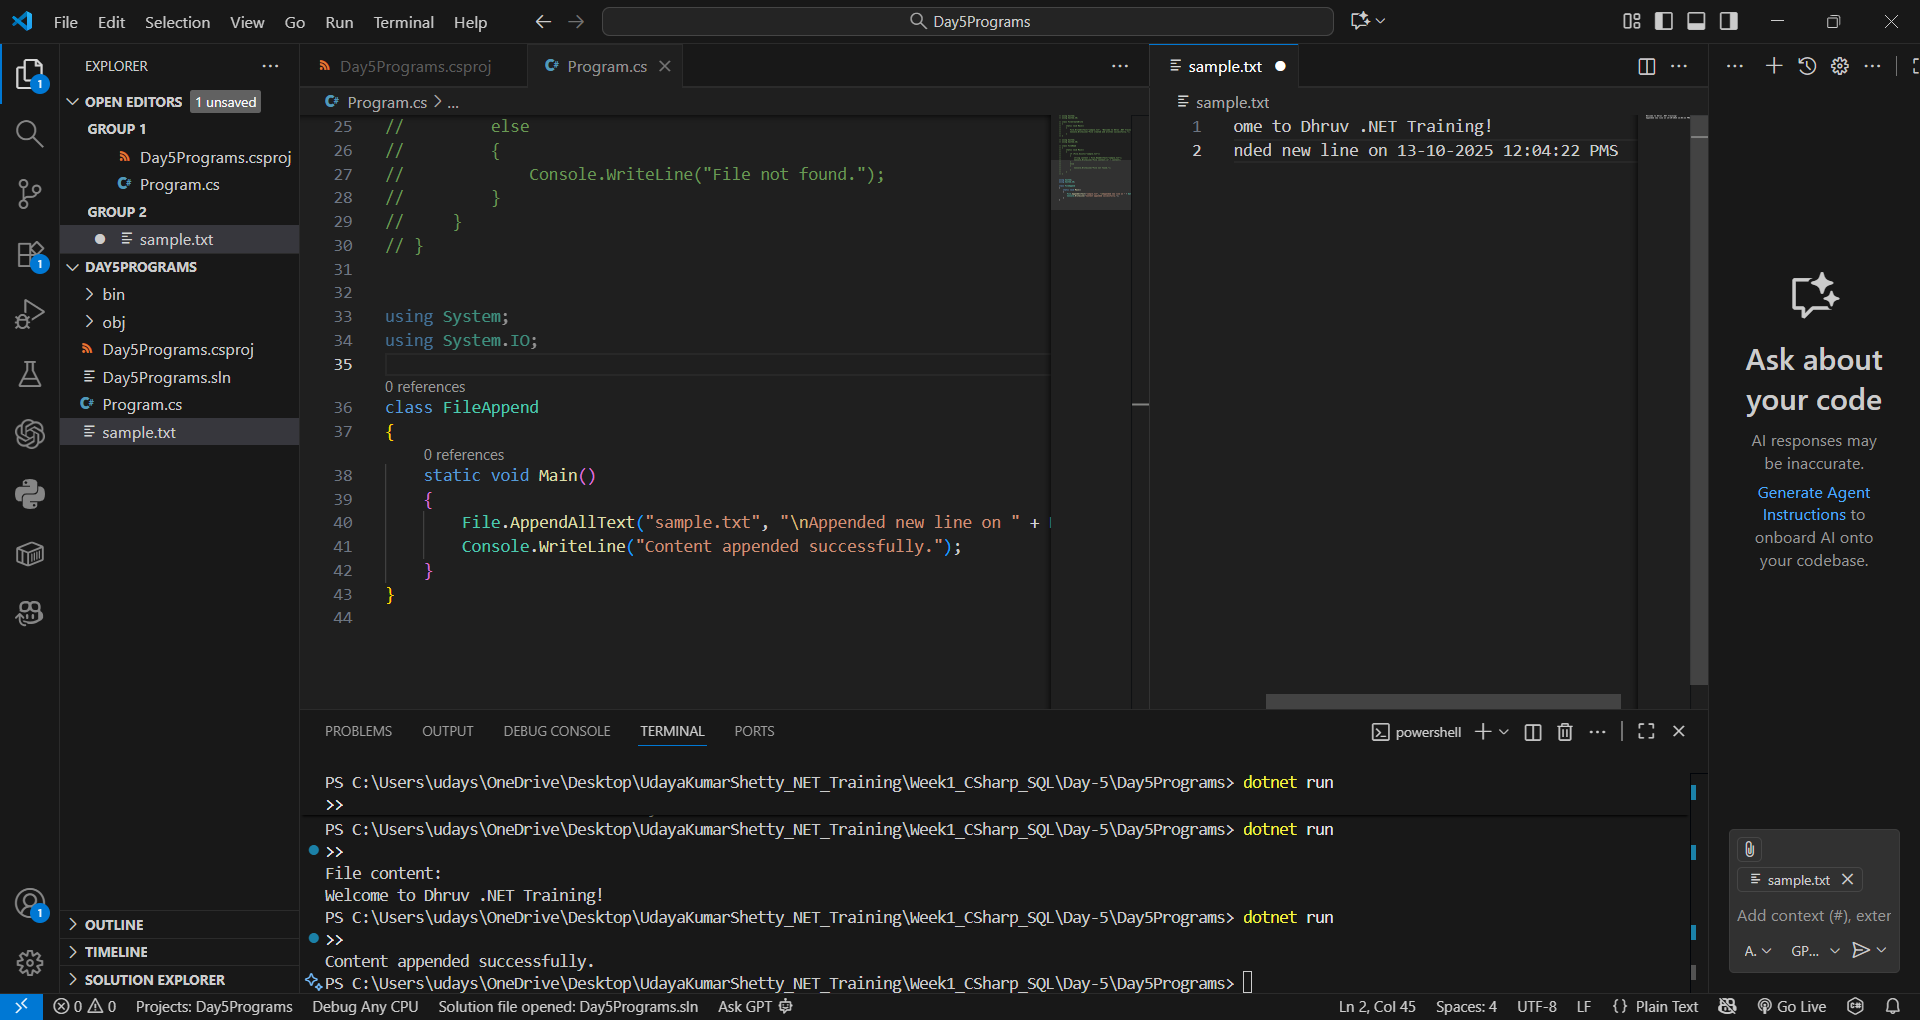 File Edit Selection View Go Run Terminal Help
Day5Programs
EXPLORER
OPEN EDITORS 1 unsaved
GROUP 1
Day5Programs.csproj
Program.cs
GROUP 2
sample.txt
DAY5PROGRAMS
bin
obj
Day5Programs.csproj
Day5Programs.sln
Program.cs
sample.txt
OUTLINE
TIMELINE
SOLUTION EXPLORER
1
1
1
Day5Programs.csproj
Program.cs
Program.cs > ...
25 // else
26 // {
27 // Console.WriteLine("File not found.");
28 // }
29 // }
30 // }
31
32
33 using System;
34 using System.IO;
35
0 references
36 class FileAppend
37 {
0 references
38 static void Main()
39 {
40 File.AppendAllText("sample.txt", "\nAppended new line on " +
41 Console.WriteLine("Content appended successfully.");
42 }
43 }
44
sample.txt
sample.txt
1 ome to Dhruv .NET Training!
2 nded new line on 13-10-2025 12:04:22 PMS
Ask about
your code
AI responses may
be inaccurate.
Generate Agent
Instructions to
onboard AI onto
your codebase.
sample.txt
Add context (#), exter
A.
GP...
PROBLEMS OUTPUT DEBUG CONSOLE TERMINAL PORTS
powershell
PS C:\Users\udays\OneDrive\Desktop\UdayaKumarShetty_NET_Training\Week1_CSharp_SQL\Day-5\Day5Programs> dotnet run
>>
PS C:\Users\udays\OneDrive\Desktop\UdayaKumarShetty_NET_Training\Week1_CSharp_SQL\Day-5\Day5Programs> dotnet run
>>
File content:
Welcome to Dhruv .NET Training!
PS C:\Users\udays\OneDrive\Desktop\UdayaKumarShetty_NET_Training\Week1_CSharp_SQL\Day-5\Day5Programs> dotnet run
>>
Content appended successfully.
PS C:\Users\udays\OneDrive\Desktop\UdayaKumarShetty_NET_Training\Week1_CSharp_SQL\Day-5\Day5Programs>
0 0 Projects: Day5Programs Debug Any CPU Solution file opened: Day5Programs.sln Ask GPT Ln 2, Col 45 Spaces: 4 UTF-8 LF {} Plain Text Go Live